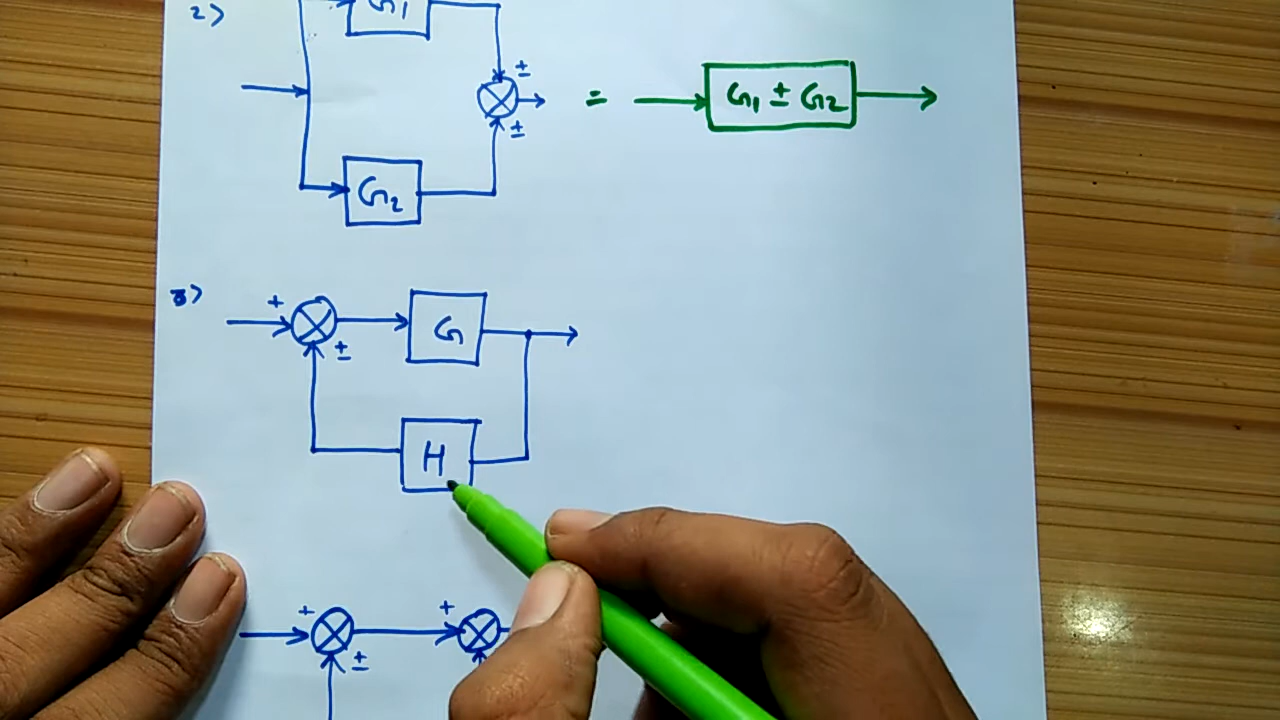 2>
G1
±
±
G2
=
G1 ± G2
3>
+
±
G
H
+
±
+